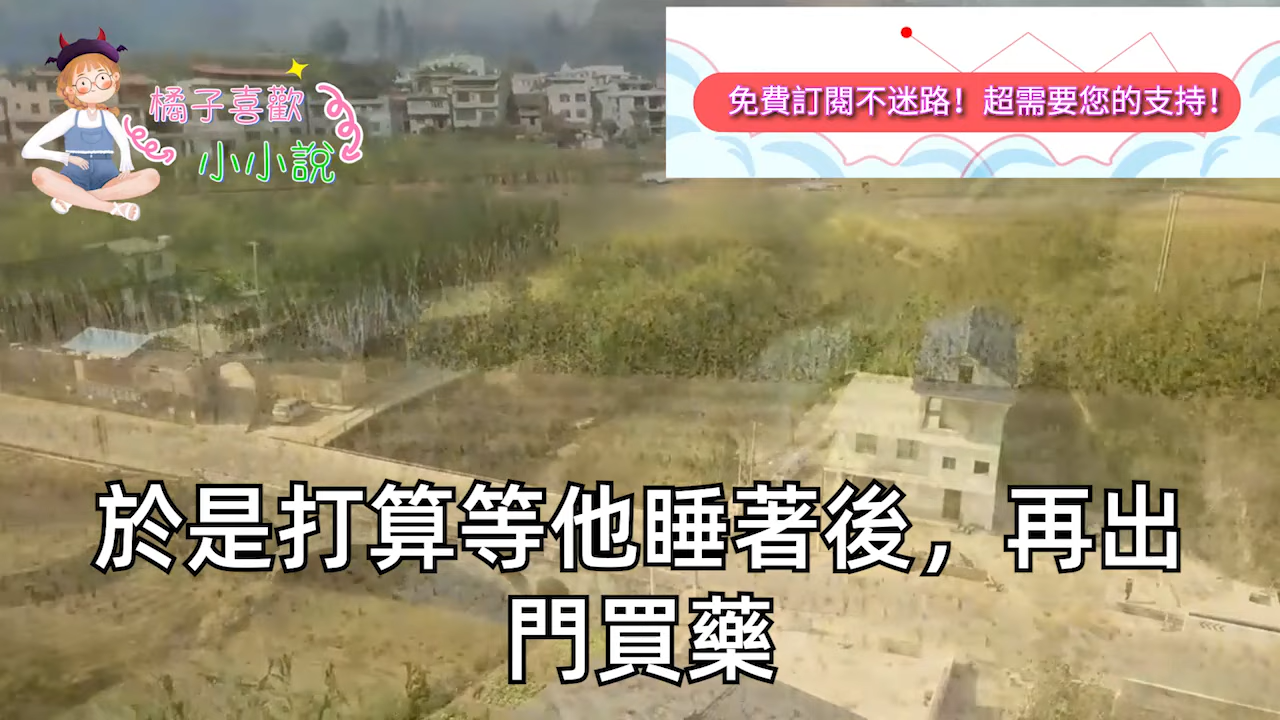 橘子喜歡
小小說
免費訂閱不迷路！超需要您的支持！
於是打算等他睡著後，再出
門買藥